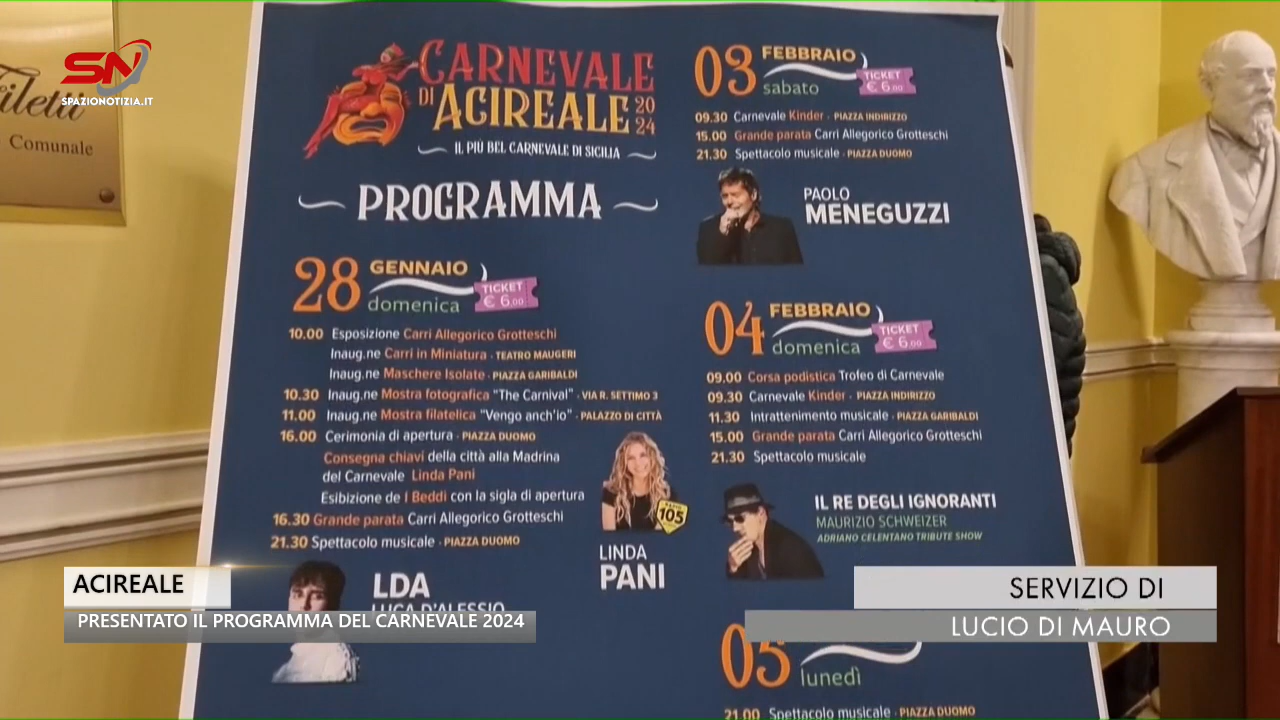 SN
SPAZIONOTIZIA.IT
Comunale
CARNEVALE
DI ACIREALE 2024
IL PIÙ BEL CARNEVALE DI SICILIA
PROGRAMMA
28 GENNAIO
domenica
TICKET
€ 6,00
10.00 Esposizione Carri Allegorico Grotteschi
Inaug.ne Carri in Miniatura - TEATRO MAUGERI
Inaug.ne Maschere Isolate - PIAZZA GARIBALDI
10.30 Inaug.ne Mostra fotografica "The Carnival" - VIA R. SETTIMO 3
11.00 Inaug.ne Mostra filatelica "Vengo anch'io" - PALAZZO DI CITTÀ
16.00 Cerimonia di apertura - PIAZZA DUOMO
Consegna chiavi della città alla Madrina
del Carnevale Linda Pani
Esibizione de I Beddi con la sigla di apertura
16.30 Grande parata Carri Allegorico Grotteschi
21.30 Spettacolo musicale - PIAZZA DUOMO
105
LINDA
PANI
LDA
LUCA D'ALESSIO
03 FEBBRAIO
sabato
TICKET
€ 6,00
09.30 Carnevale Kinder - PIAZZA INDIRIZZO
15.00 Grande parata Carri Allegorico Grotteschi
21.30 Spettacolo musicale - PIAZZA DUOMO
PAOLO
MENEGUZZI
04 FEBBRAIO
domenica
TICKET
€ 6,00
09.00 Corsa podistica Trofeo di Carnevale
09.30 Carnevale Kinder - PIAZZA INDIRIZZO
11.30 Intrattenimento musicale - PIAZZA GARIBALDI
15.00 Grande parata Carri Allegorico Grotteschi
21.30 Spettacolo musicale
IL RE DEGLI IGNORANTI
MAURIZIO SCHWEIZER
ADRIANO CELENTANO TRIBUTE SHOW
05
lunedì
21.00 Spettacolo musicale - PIAZZA DUOMO
ACIREALE
PRESENTATO IL PROGRAMMA DEL CARNEVALE 2024
SERVIZIO DI
LUCIO DI MAURO